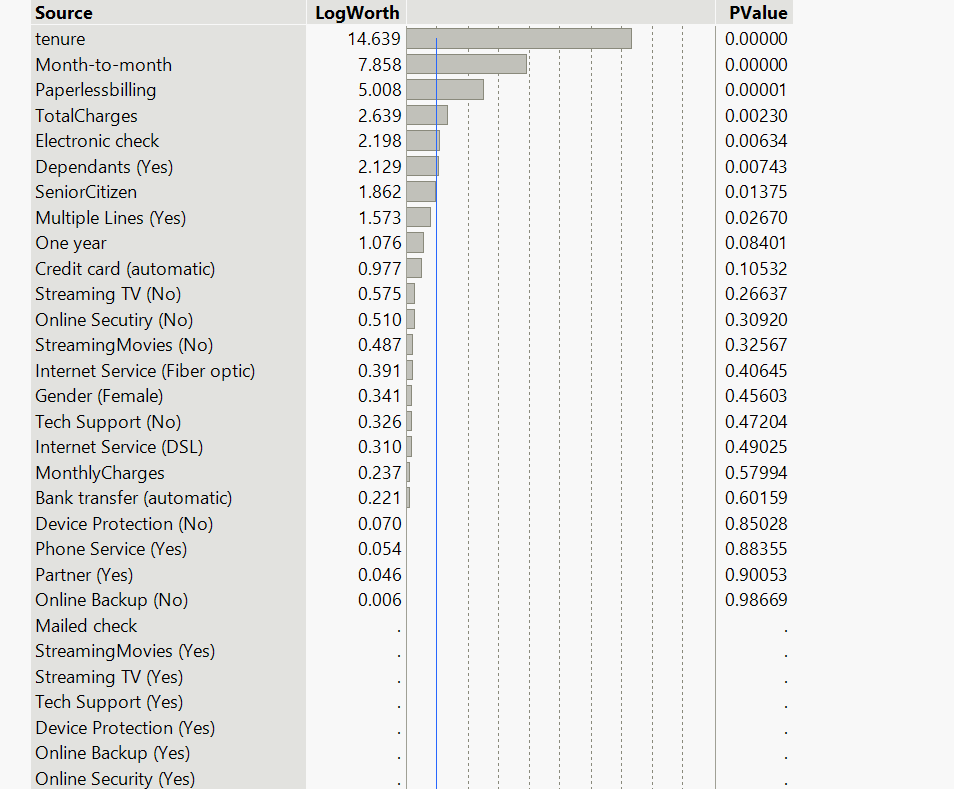 Source LogWorth PValue
tenure 14.639 0.00000
Month-to-month 7.858 0.00000
Paperlessbilling 5.008 0.00001
TotalCharges 2.639 0.00230
Electronic check 2.198 0.00634
Dependants (Yes) 2.129 0.00743
SeniorCitizen 1.862 0.01375
Multiple Lines (Yes) 1.573 0.02670
One year 1.076 0.08401
Credit card (automatic) 0.977 0.10532
Streaming TV (No) 0.575 0.26637
Online Secutiry (No) 0.510 0.30920
StreamingMovies (No) 0.487 0.32567
Internet Service (Fiber optic) 0.391 0.40645
Gender (Female) 0.341 0.45603
Tech Support (No) 0.326 0.47204
Internet Service (DSL) 0.310 0.49025
MonthlyCharges 0.237 0.57994
Bank transfer (automatic) 0.221 0.60159
Device Protection (No) 0.070 0.85028
Phone Service (Yes) 0.054 0.88355
Partner (Yes) 0.046 0.90053
Online Backup (No) 0.006 0.98669
Mailed check . .
StreamingMovies (Yes) . .
Streaming TV (Yes) . .
Tech Support (Yes) . .
Device Protection (Yes) . .
Online Backup (Yes) . .
Online Security (Yes) . .